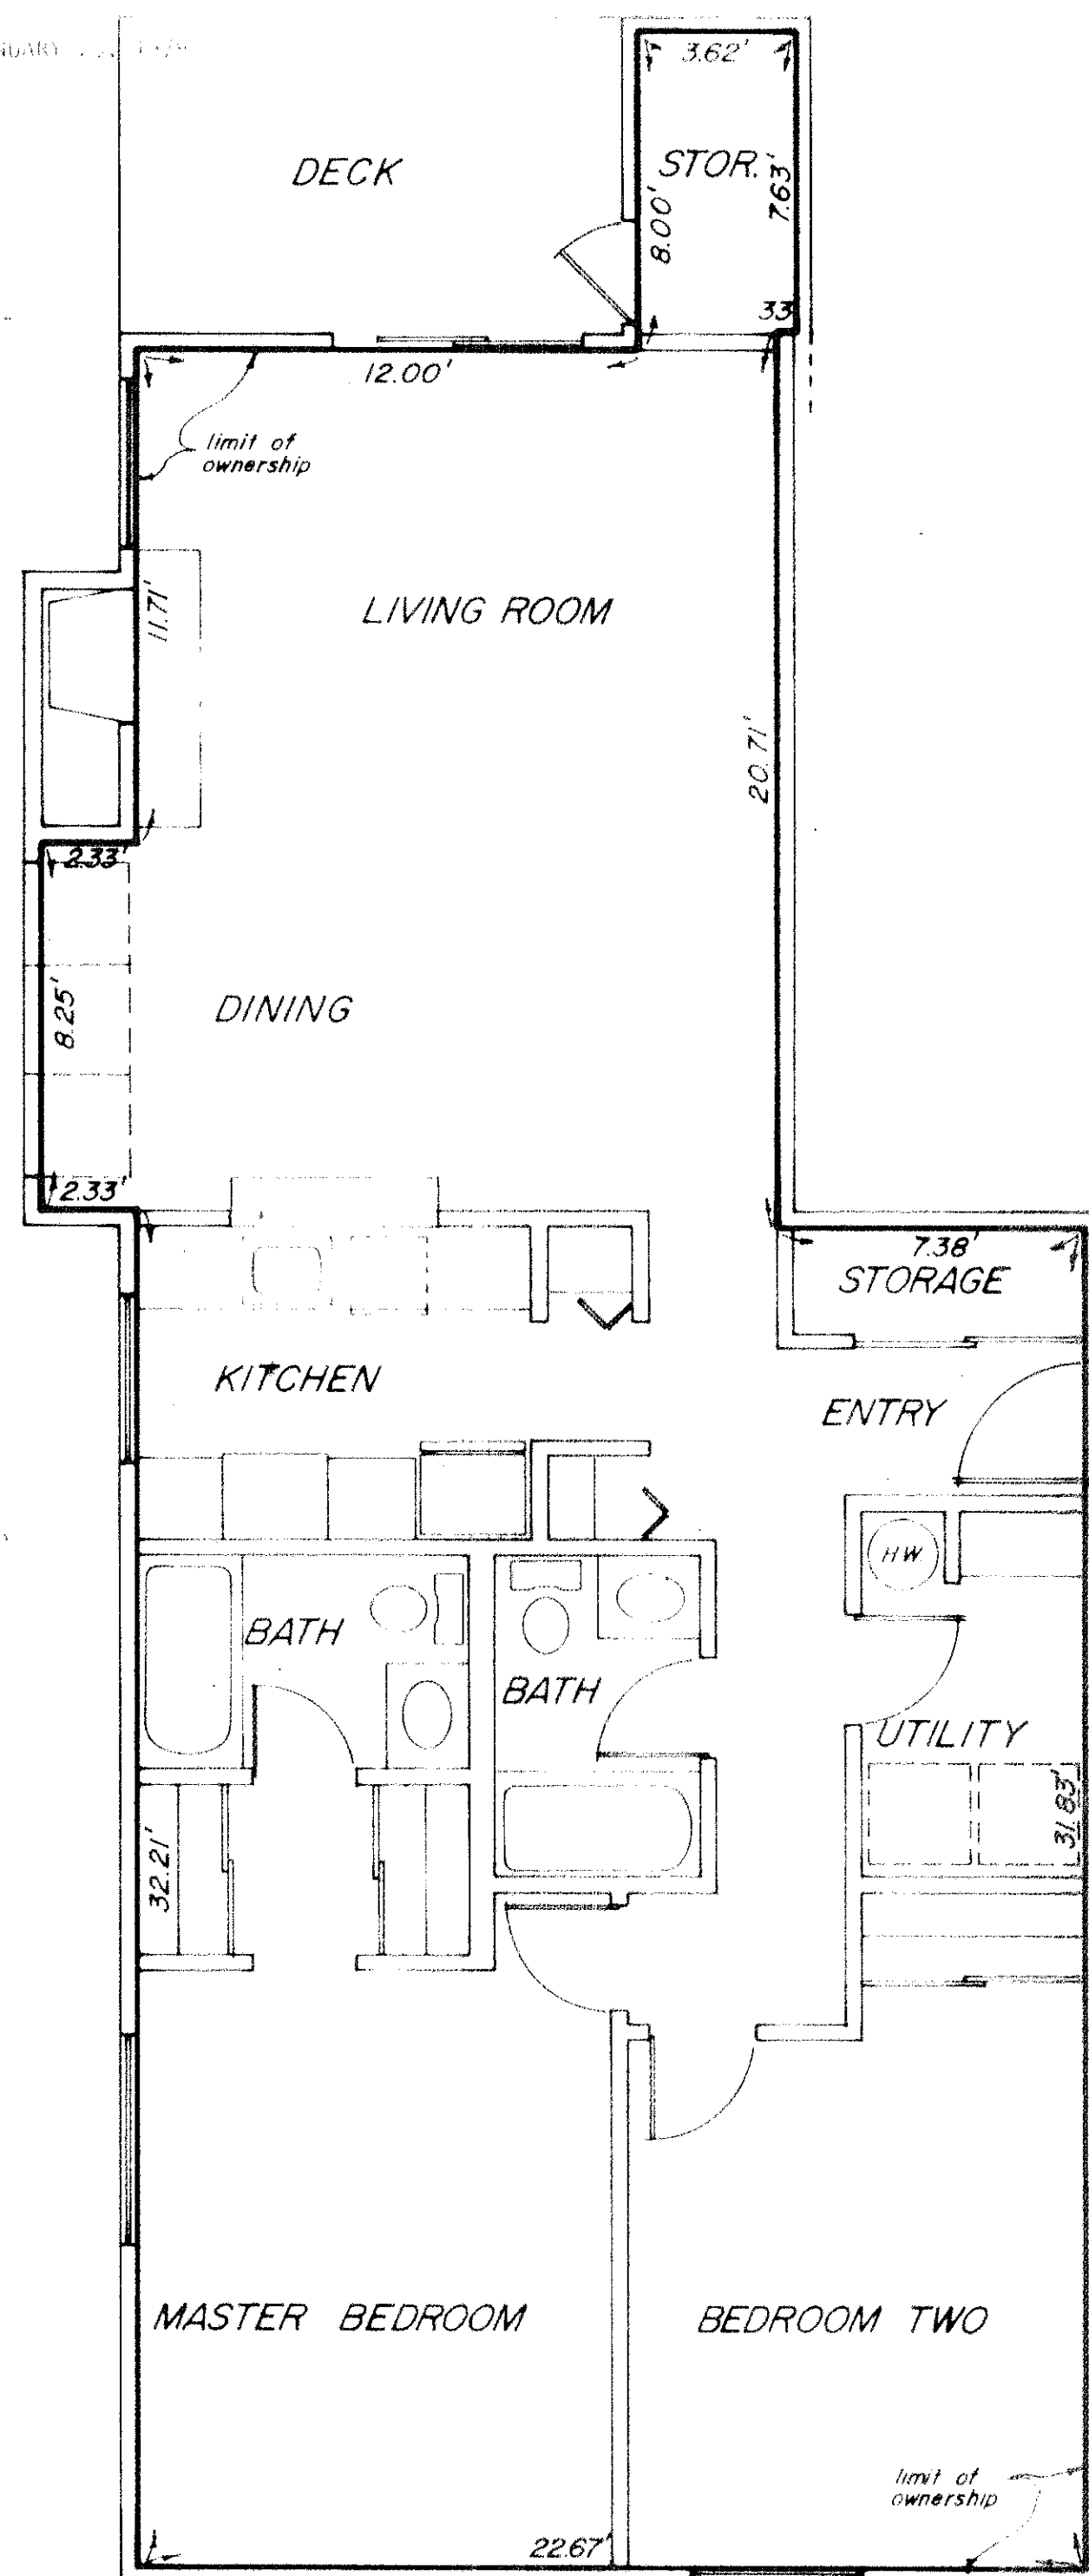 3.62'
DECK
STOR.
7.63'
8.00'
33
12.00'
limit of
ownership
11.71'
LIVING ROOM
20.71'
2.33'
8.25'
DINING
2.33'
7.38'
STORAGE
KITCHEN
ENTRY
HW
BATH
BATH
UTILITY
31.83'
32.21'
MASTER BEDROOM
BEDROOM TWO
limit of
ownership
22.67'